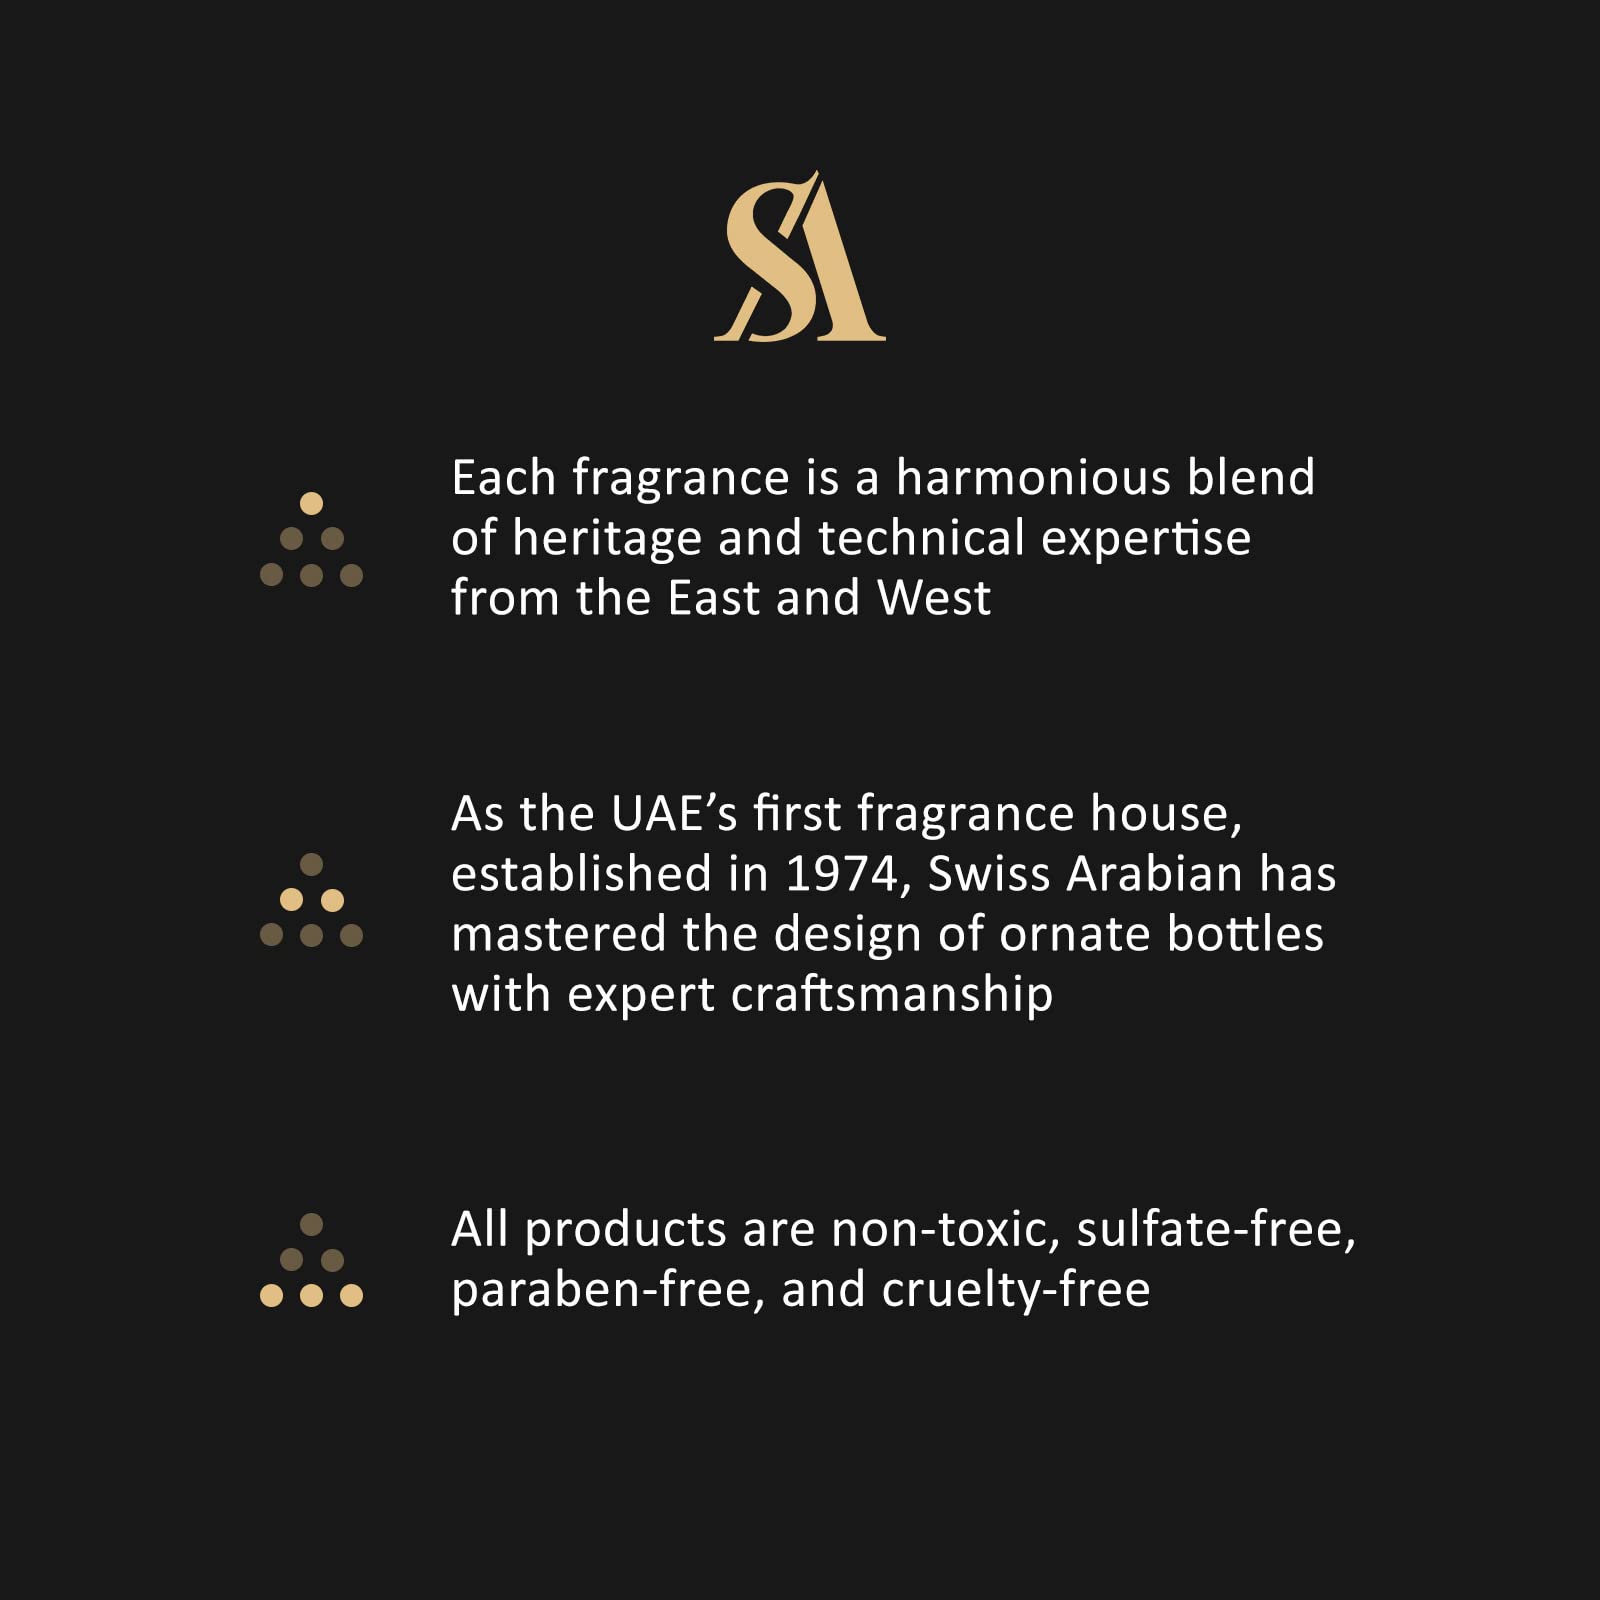 SA
Each fragrance is a harmonious blend
of heritage and technical expertise
from the East and West
As the UAE’s first fragrance house,
established in 1974, Swiss Arabian has
mastered the design of ornate bottles
with expert craftsmanship
All products are non-toxic, sulfate-free,
paraben-free, and cruelty-free